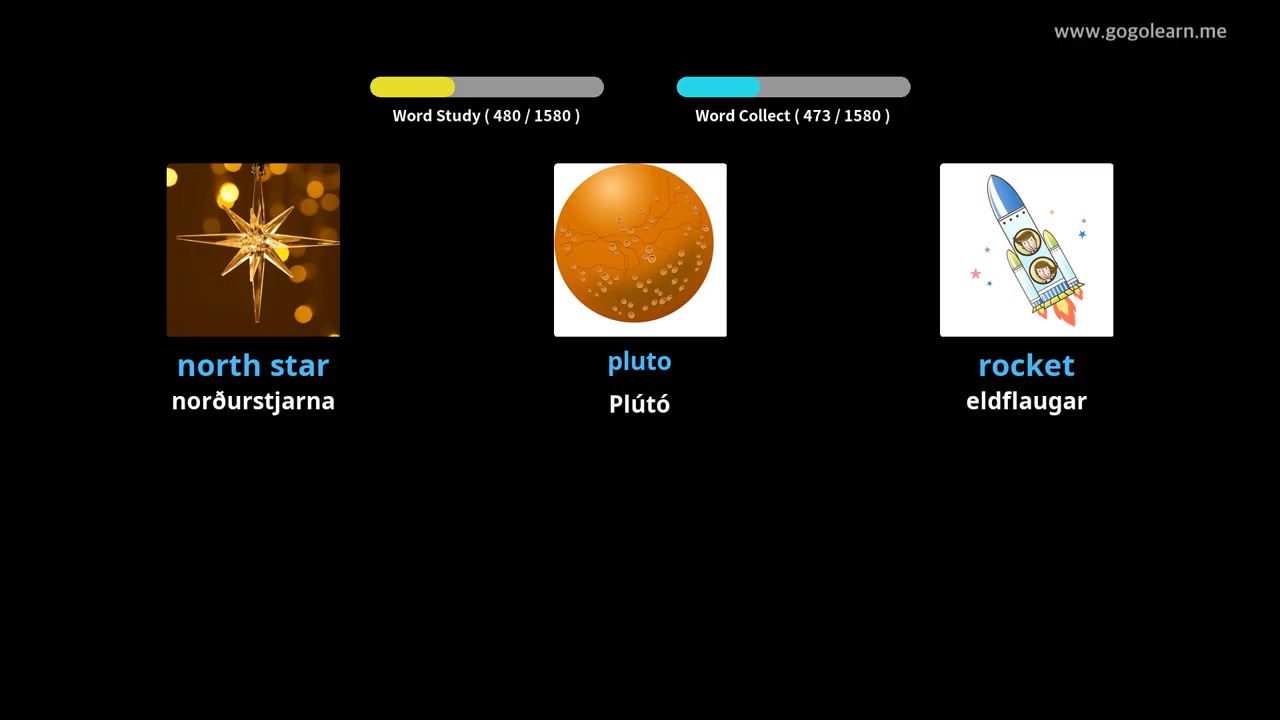 www.gogolearn.me
Word Study ( 480 / 1580 )
Word Collect ( 473 / 1580 )
north star
norðurstjarna
pluto
Plútó
rocket
eldflaugar